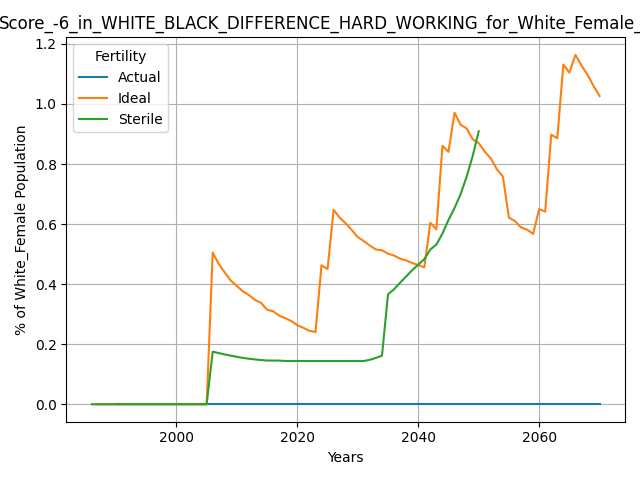 Score_-6_in_WHITE_BLACK_DIFFERENCE_HARD_WORKING_for_White_Female_
Fertility
Actual
Ideal
Sterile
% of White_Female Population
1.2
1.0
0.8
0.6
0.4
0.2
0.0
2000 2020 2040 2060
Years